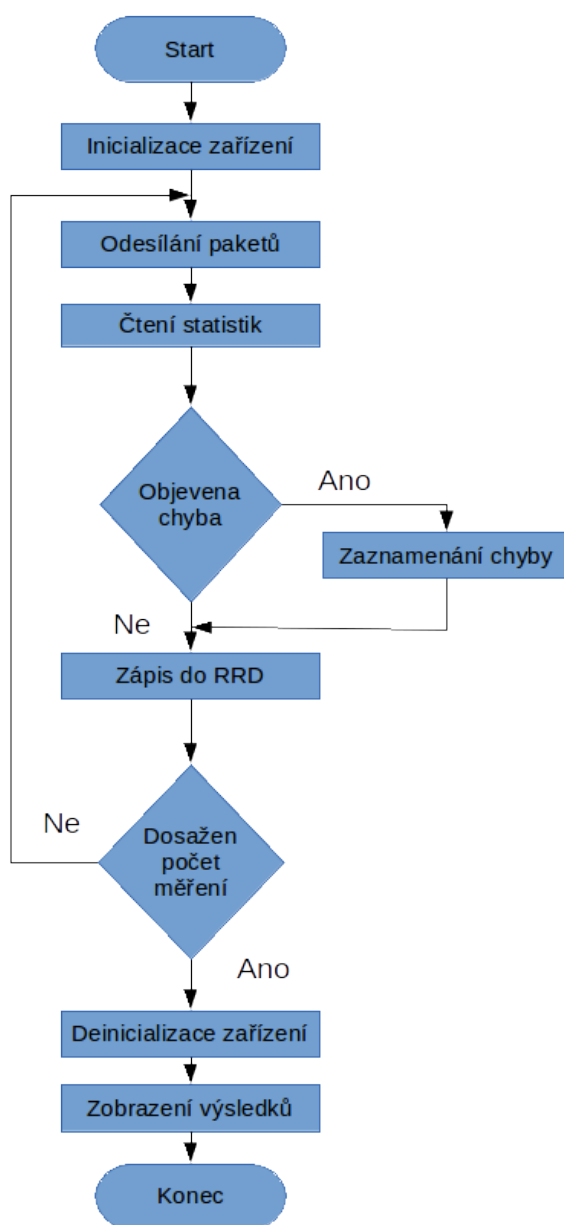 Start
Inicializace zařízení
Odesílání paketů
Čtení statistik
Objevena
chyba
Ano
Zaznamenání chyby
Ne
Zápis do RRD
Ne
Dosažen
počet
měření
Ano
Deinicializace zařízení
Zobrazení výsledků
Konec